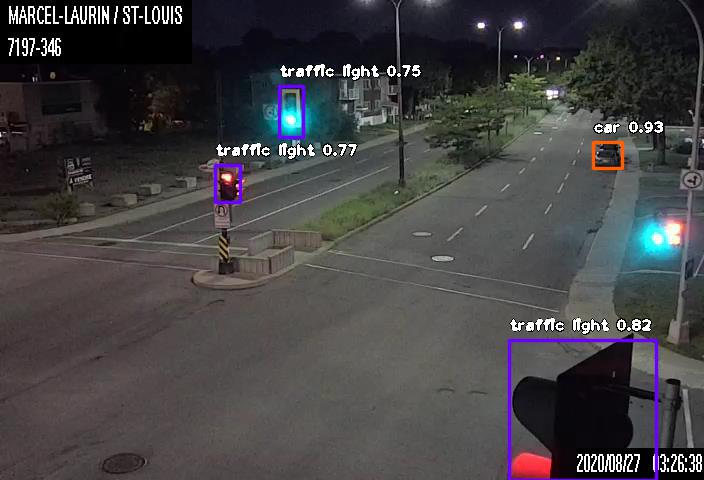 MARCEL-LAURIN / ST-LOUIS
7197-346
traffic light 0.75
car 0.93
traffic light 0.77
À VENDRE
traffic light 0.82
2020/08/27 03:26:38